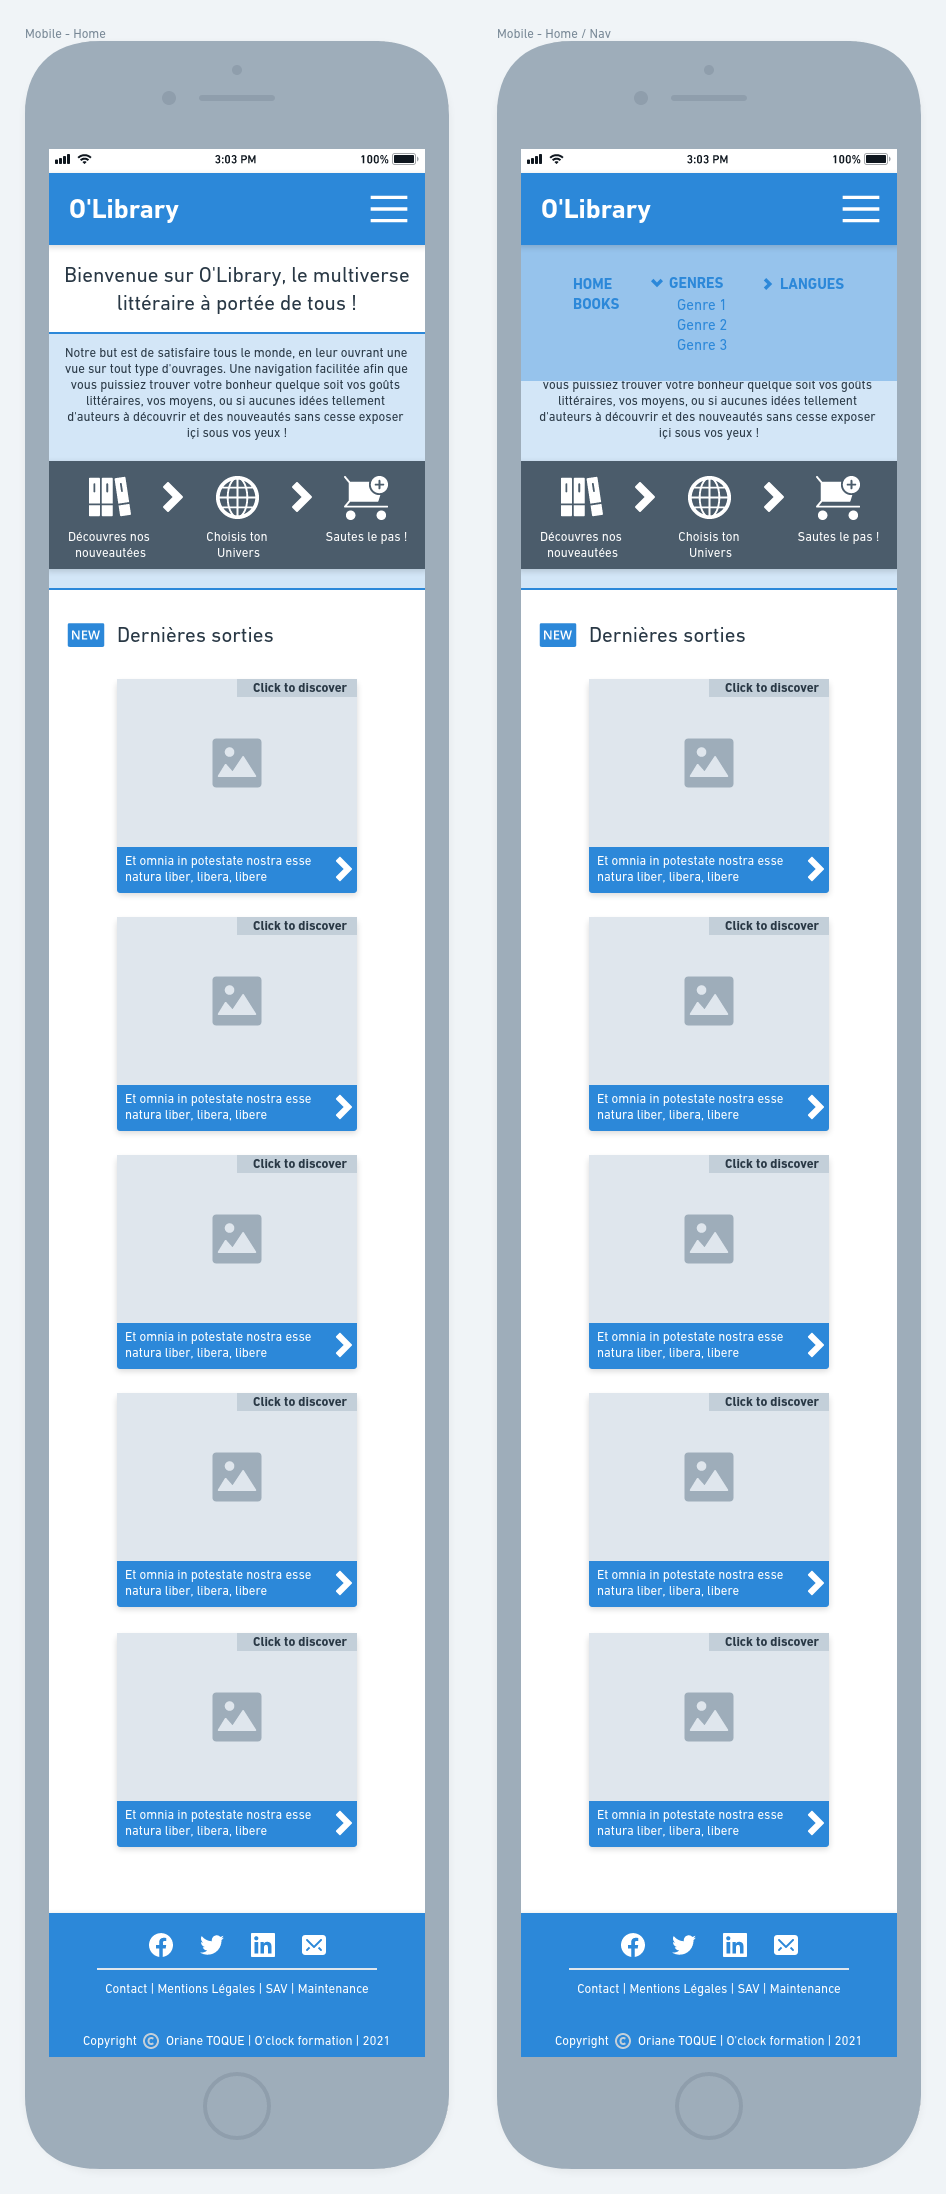 Mobile - Home
3:03 PM
100%
O'Library
Bienvenue sur O'Library, le multiverse
littéraire à portée de tous !
Notre but est de satisfaire tous le monde, en leur ouvrant une
vue sur tout type d'ouvrages. Une navigation facilitée afin que
vous puissiez trouver votre bonheur quelque soit vos goûts
littéraires, vos moyens, ou si aucunes idées tellement
d'auteurs à découvrir et des nouveautés sans cesse exposer
içi sous vos yeux !
Découvres nos
nouveautées
Choisis ton
Univers
Sautes le pas !
NEW Dernières sorties
Click to discover
Et omnia in potestate nostra esse
natura liber, libera, libere
Click to discover
Et omnia in potestate nostra esse
natura liber, libera, libere
Click to discover
Et omnia in potestate nostra esse
natura liber, libera, libere
Click to discover
Et omnia in potestate nostra esse
natura liber, libera, libere
Click to discover
Et omnia in potestate nostra esse
natura liber, libera, libere
Contact | Mentions Légales | SAV | Maintenance
Copyright © Oriane TOQUE | O'clock formation | 2021
Mobile - Home / Nav
3:03 PM
100%
O'Library
HOME
BOOKS
GENRES
Genre 1
Genre 2
Genre 3
LANGUES
vous puissiez trouver votre bonheur quelque soit vos goûts
littéraires, vos moyens, ou si aucunes idées tellement
d'auteurs à découvrir et des nouveautés sans cesse exposer
içi sous vos yeux !
Découvres nos
nouveautées
Choisis ton
Univers
Sautes le pas !
NEW Dernières sorties
Click to discover
Et omnia in potestate nostra esse
natura liber, libera, libere
Click to discover
Et omnia in potestate nostra esse
natura liber, libera, libere
Click to discover
Et omnia in potestate nostra esse
natura liber, libera, libere
Click to discover
Et omnia in potestate nostra esse
natura liber, libera, libere
Click to discover
Et omnia in potestate nostra esse
natura liber, libera, libere
Contact | Mentions Légales | SAV | Maintenance
Copyright © Oriane TOQUE | O'clock formation | 2021